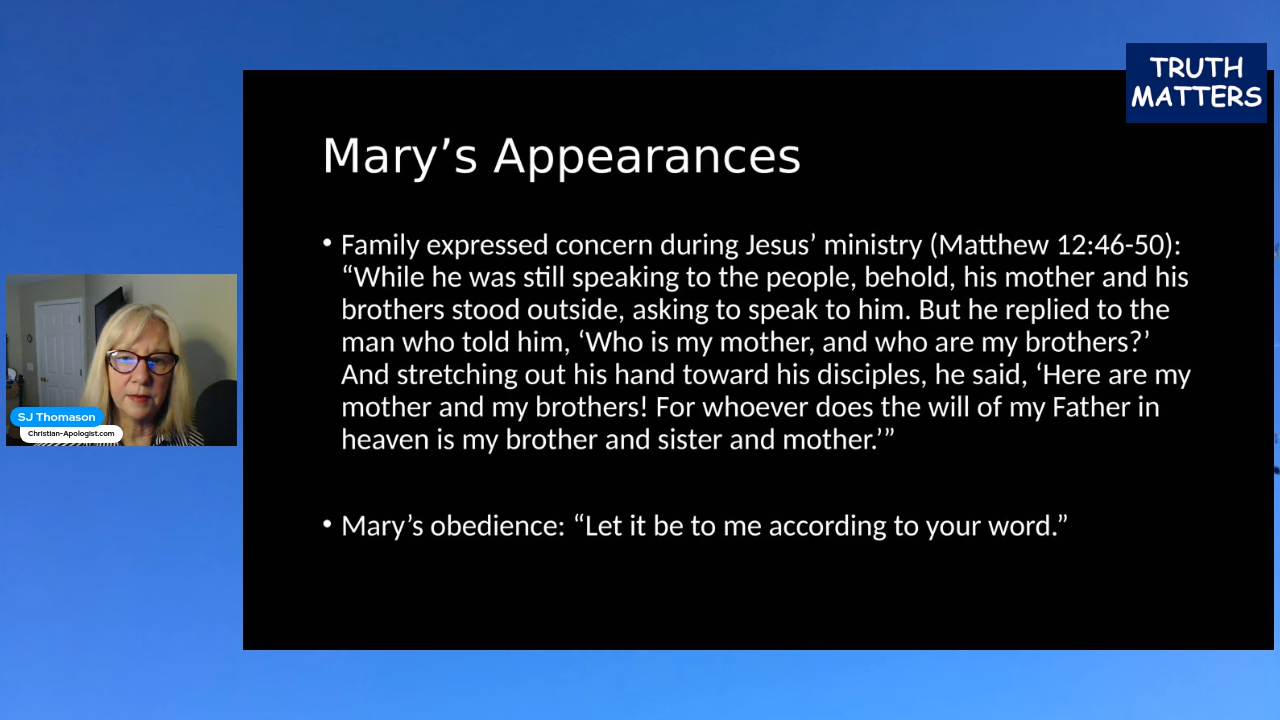 TRUTH
MATTERS
Mary’s Appearances
• Family expressed concern during Jesus’ ministry (Matthew 12:46-50):
“While he was still speaking to the people, behold, his mother and his
brothers stood outside, asking to speak to him. But he replied to the
man who told him, ‘Who is my mother, and who are my brothers?’
And stretching out his hand toward his disciples, he said, ‘Here are my
mother and my brothers! For whoever does the will of my Father in
heaven is my brother and sister and mother.’”
• Mary’s obedience: “Let it be to me according to your word.”
SJ Thomason
Christian-Apologist.com